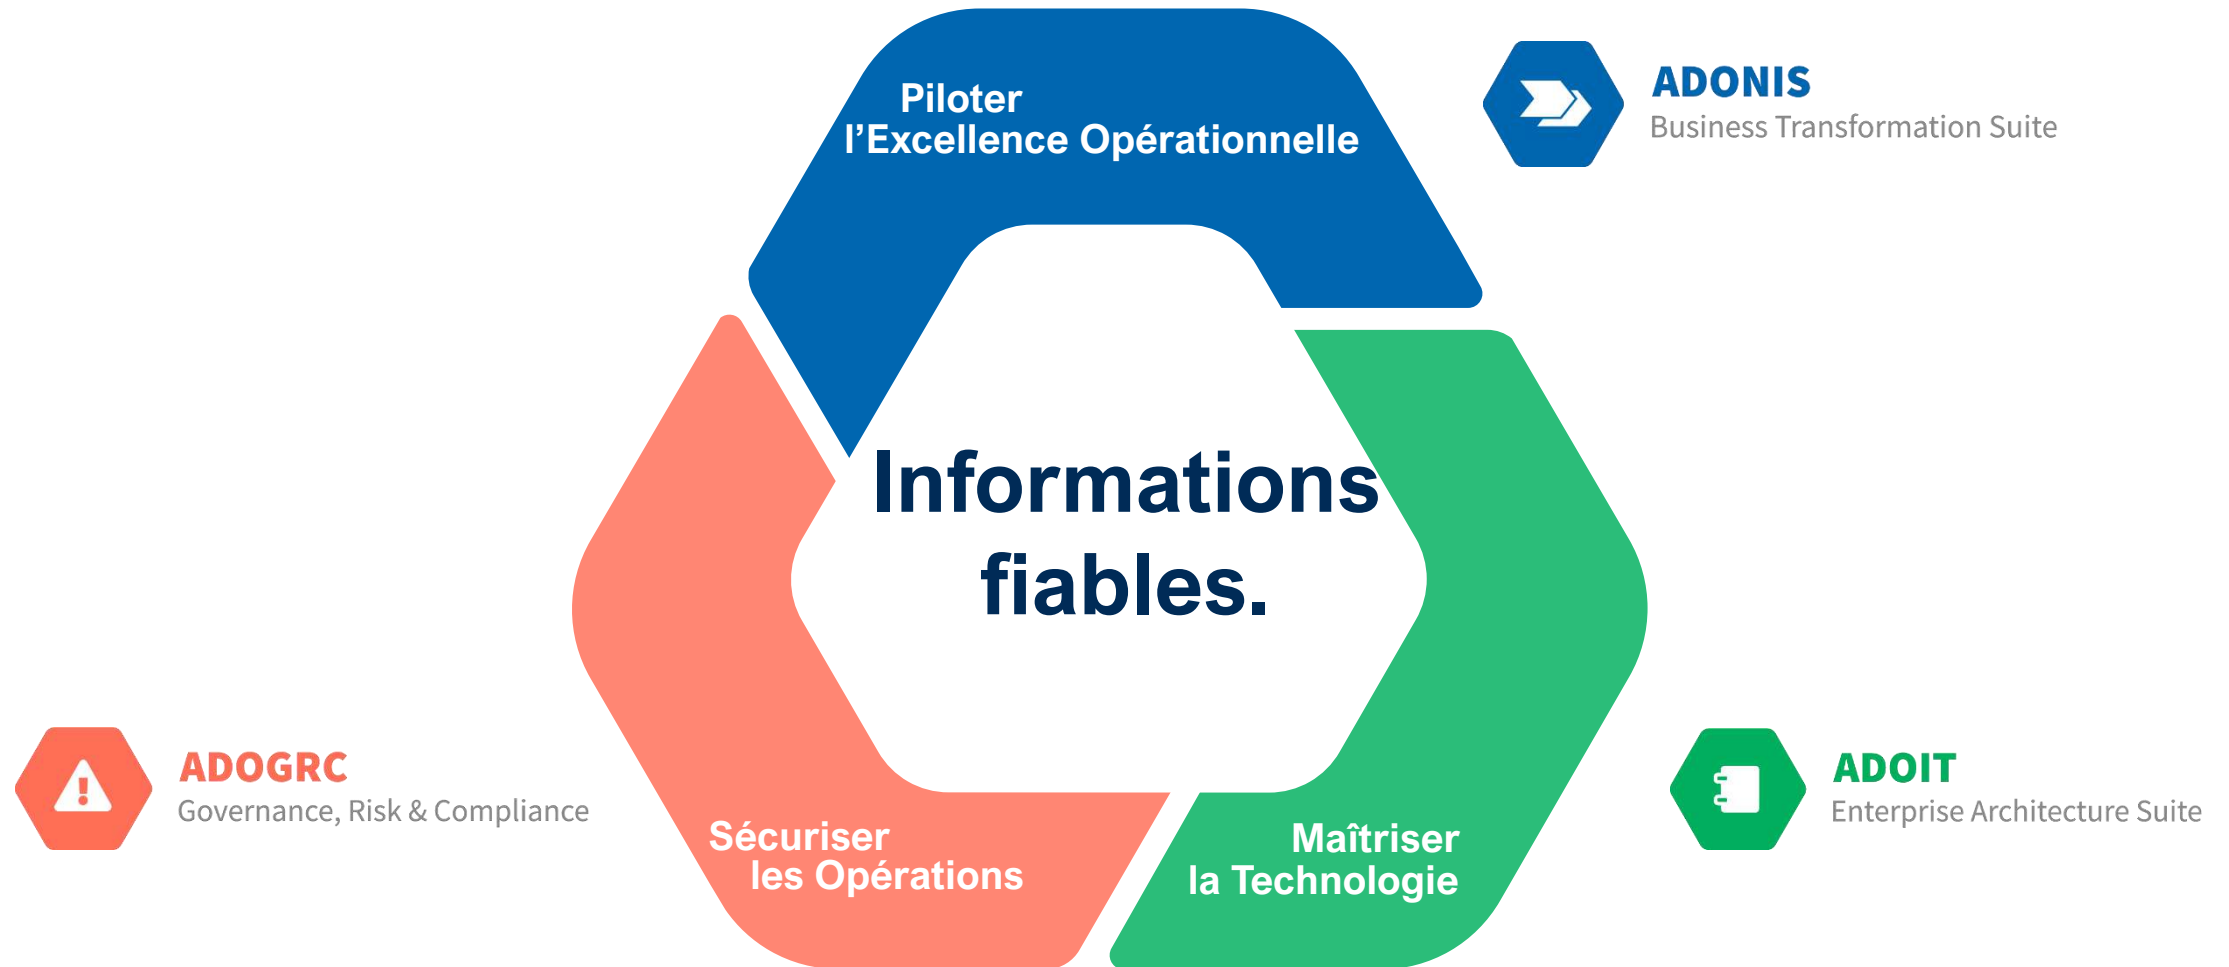 Piloter
l’Excellence Opérationnelle
ADONIS
Business Transformation Suite
Informations
fiables.
ADOGRC
Governance, Risk & Compliance
Sécuriser
les Opérations
Maîtriser
la Technologie
ADOIT
Enterprise Architecture Suite